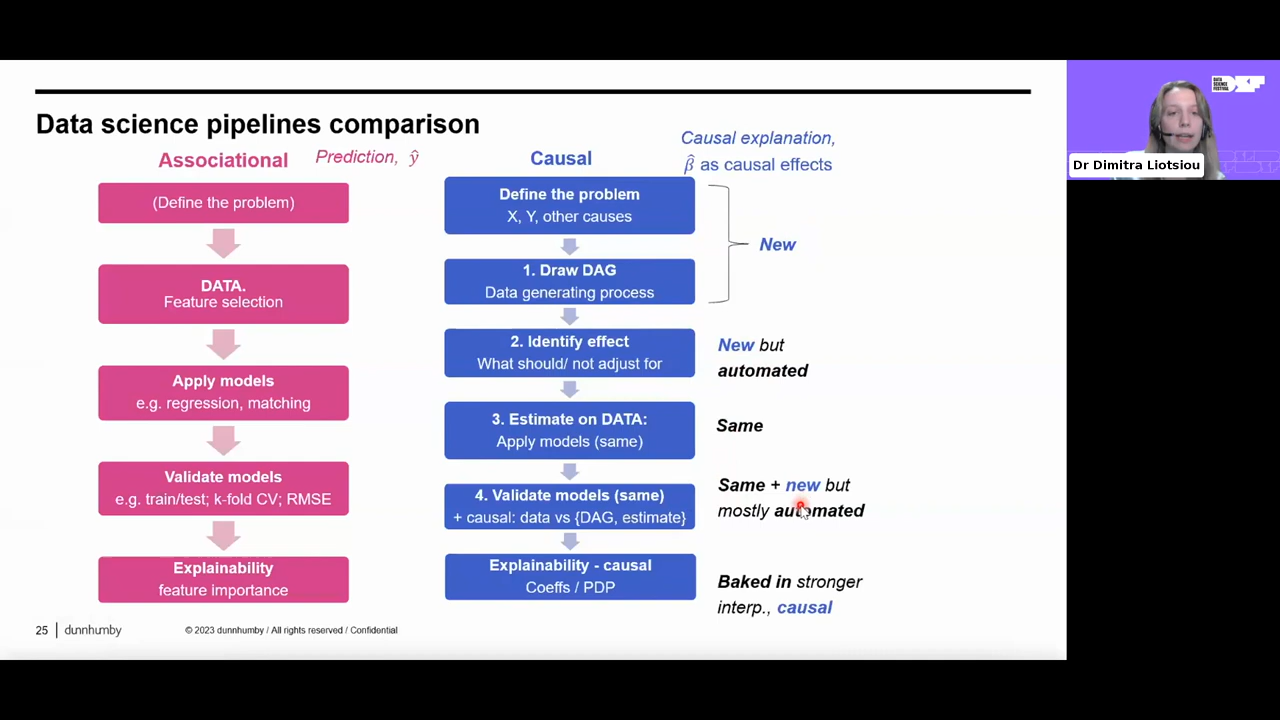 Data science pipelines comparison
Associational
Prediction, ŷ
(Define the problem)
DATA.
Feature selection
Apply models
e.g. regression, matching
Validate models
e.g. train/test; k-fold CV; RMSE
Explainability
feature importance
Causal
Causal explanation,
β̂ as causal effects
Define the problem
X, Y, other causes
1. Draw DAG
Data generating process
New
2. Identify effect
What should/ not adjust for
New but
automated
3. Estimate on DATA:
Apply models (same)
Same
4. Validate models (same)
+ causal: data vs {DAG, estimate}
Same + new but
mostly automated
Explainability - causal
Coeffs / PDP
Baked in stronger
interp., causal
25
dunnhumby
© 2023 dunnhumby / All rights reserved / Confidential
DATA
SCIENCE
FESTIVAL
Dr Dimitra Liotsiou